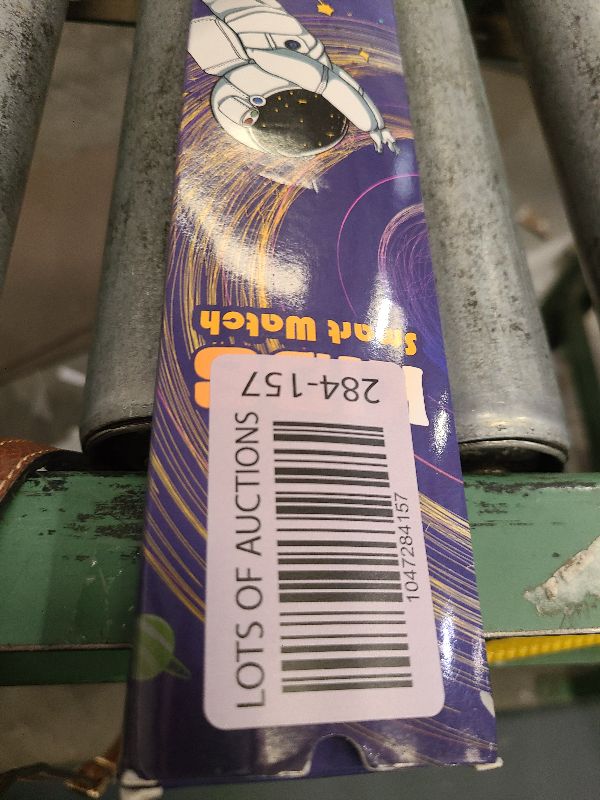 Smart Watch
284-157
LOTS OF AUCTIONS
1047284157